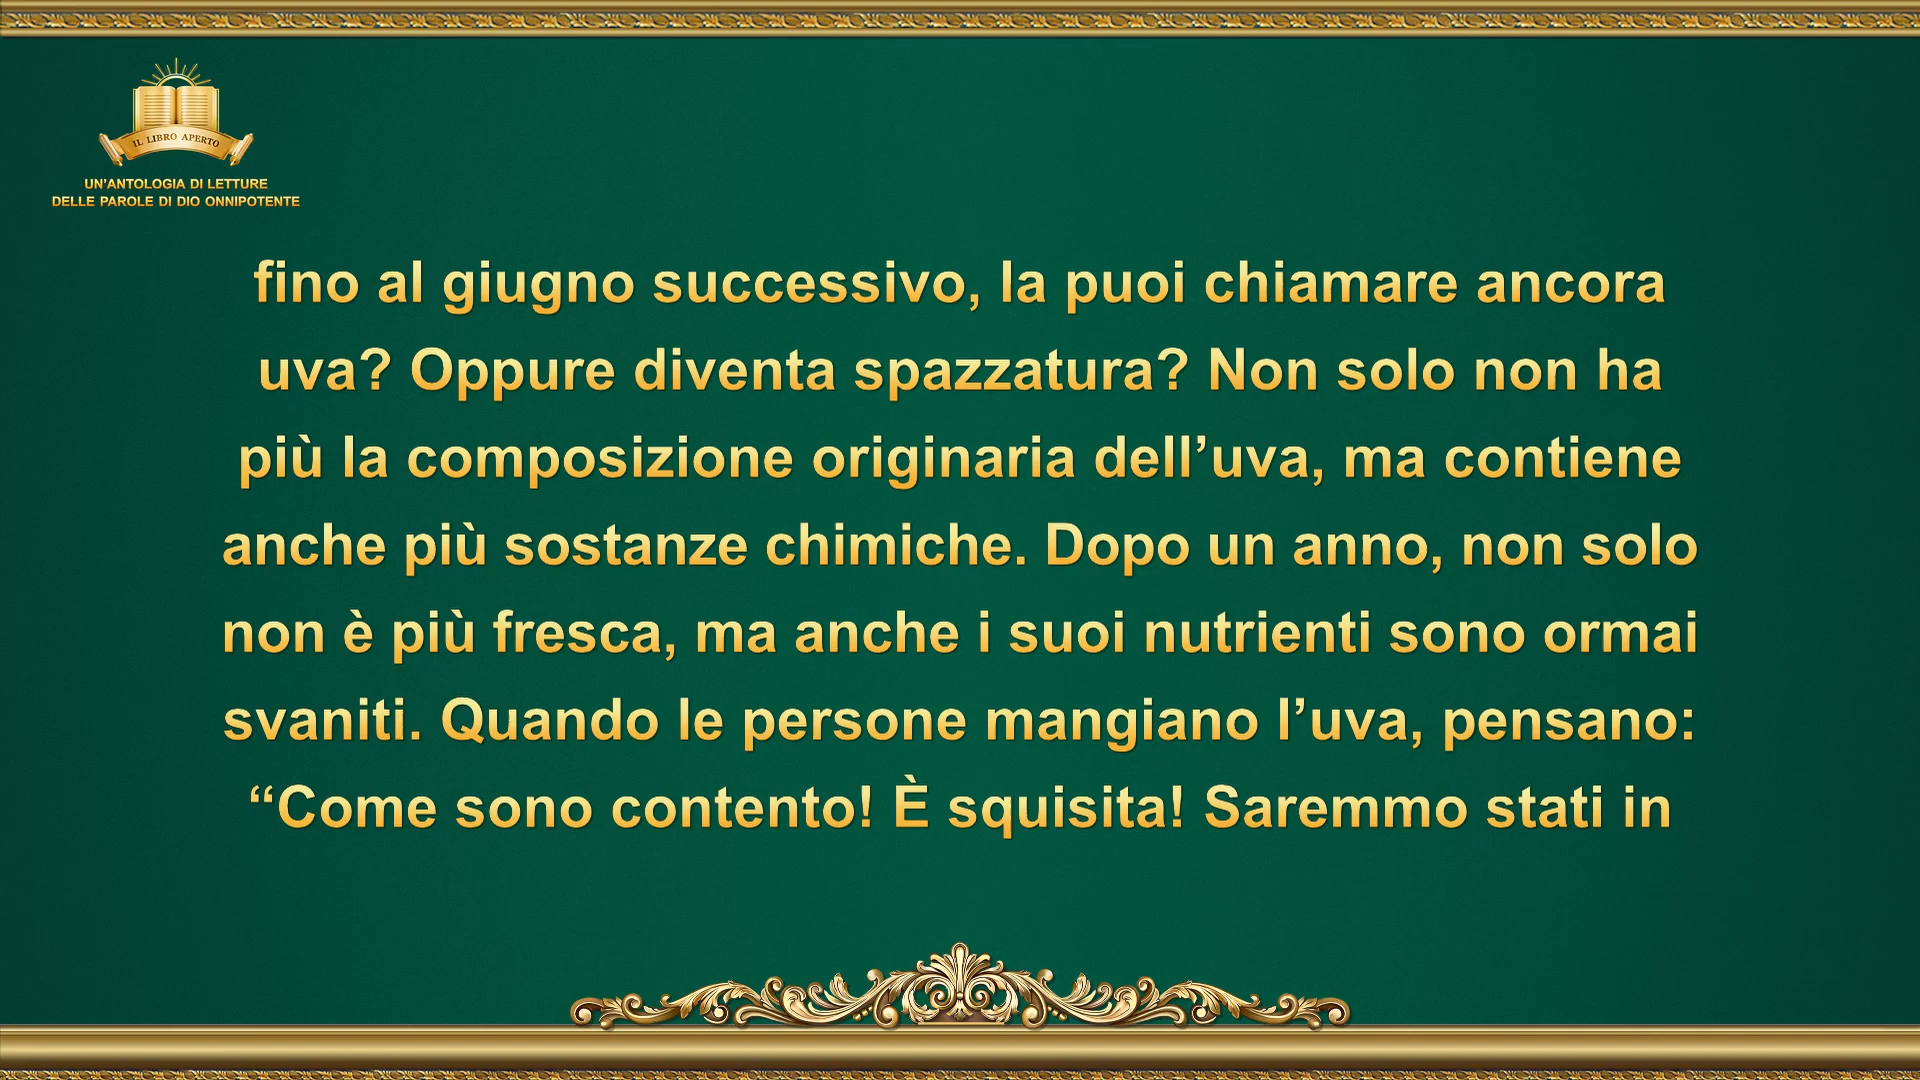 IL LIBRO APERTO
UN’ANTOLOGIA DI LETTURE
DELLE PAROLE DI DIO ONNIPOTENTE
fino al giugno successivo, la puoi chiamare ancora
uva? Oppure diventa spazzatura? Non solo non ha
più la composizione originaria dell’uva, ma contiene
anche più sostanze chimiche. Dopo un anno, non solo
non è più fresca, ma anche i suoi nutrienti sono ormai
svaniti. Quando le persone mangiano l’uva, pensano:
“Come sono contento! È squisita! Saremmo stati in